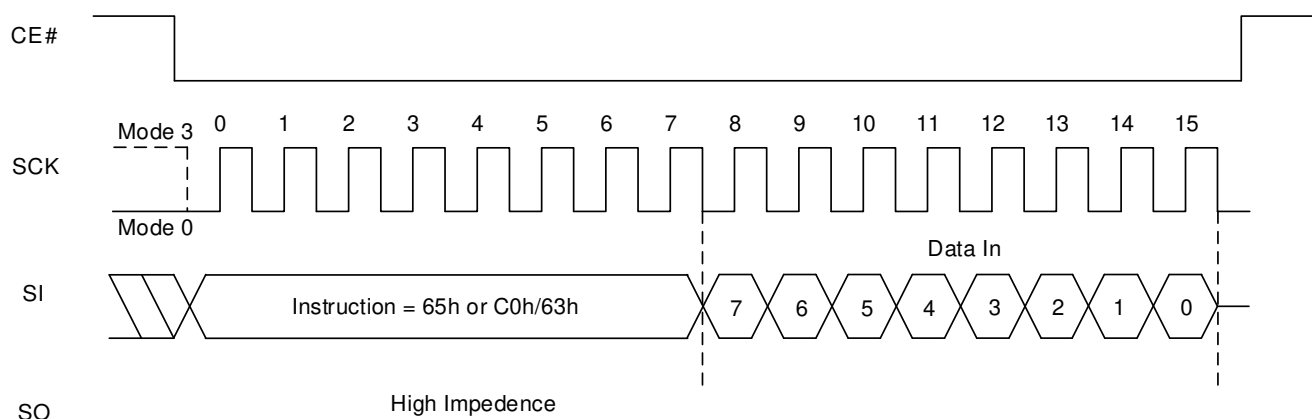 CE#
Mode 3 0 1 2 3 4 5 6 7 8 9 10 11 12 13 14 15
SCK
Mode 0
Data In
SI Instruction = 65h or C0h/63h 7 6 5 4 3 2 1 0
High Impedence
SO